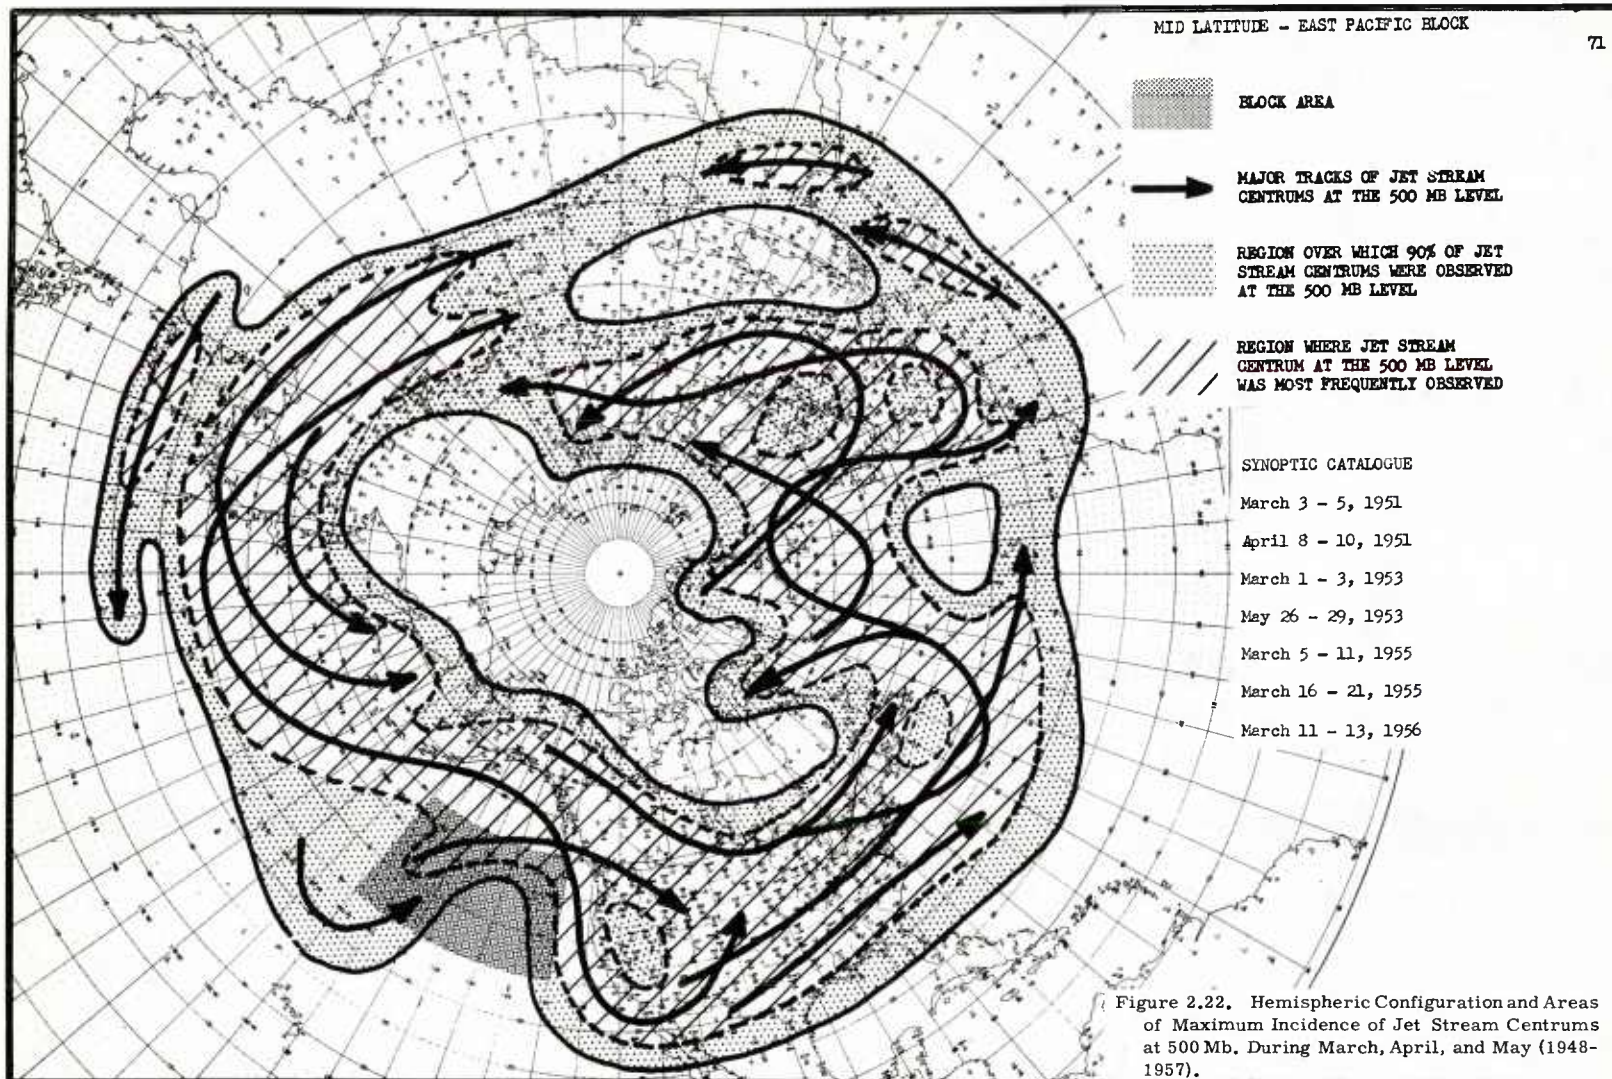 MID LATITUDE - EAST PACIFIC BLOCK
71
BLOCK AREA
MAJOR TRACKS OF JET STREAM
CENTRUMS AT THE 500 MB LEVEL
REGION OVER WHICH 90% OF JET
STREAM CENTRUMS WERE OBSERVED
AT THE 500 MB LEVEL
REGION WHERE JET STREAM
CENTRUM AT THE 500 MB LEVEL
WAS MOST FREQUENTLY OBSERVED
SYNOPTIC CATALOGUE
March 3 - 5, 1951
April 8 - 10, 1951
March 1 - 3, 1953
May 26 - 29, 1953
March 5 - 11, 1955
March 16 - 21, 1955
March 11 - 13, 1956
Figure 2.22. Hemispheric Configuration and Areas
of Maximum Incidence of Jet Stream Centrums
at 500 Mb. During March, April, and May (1948-
1957).